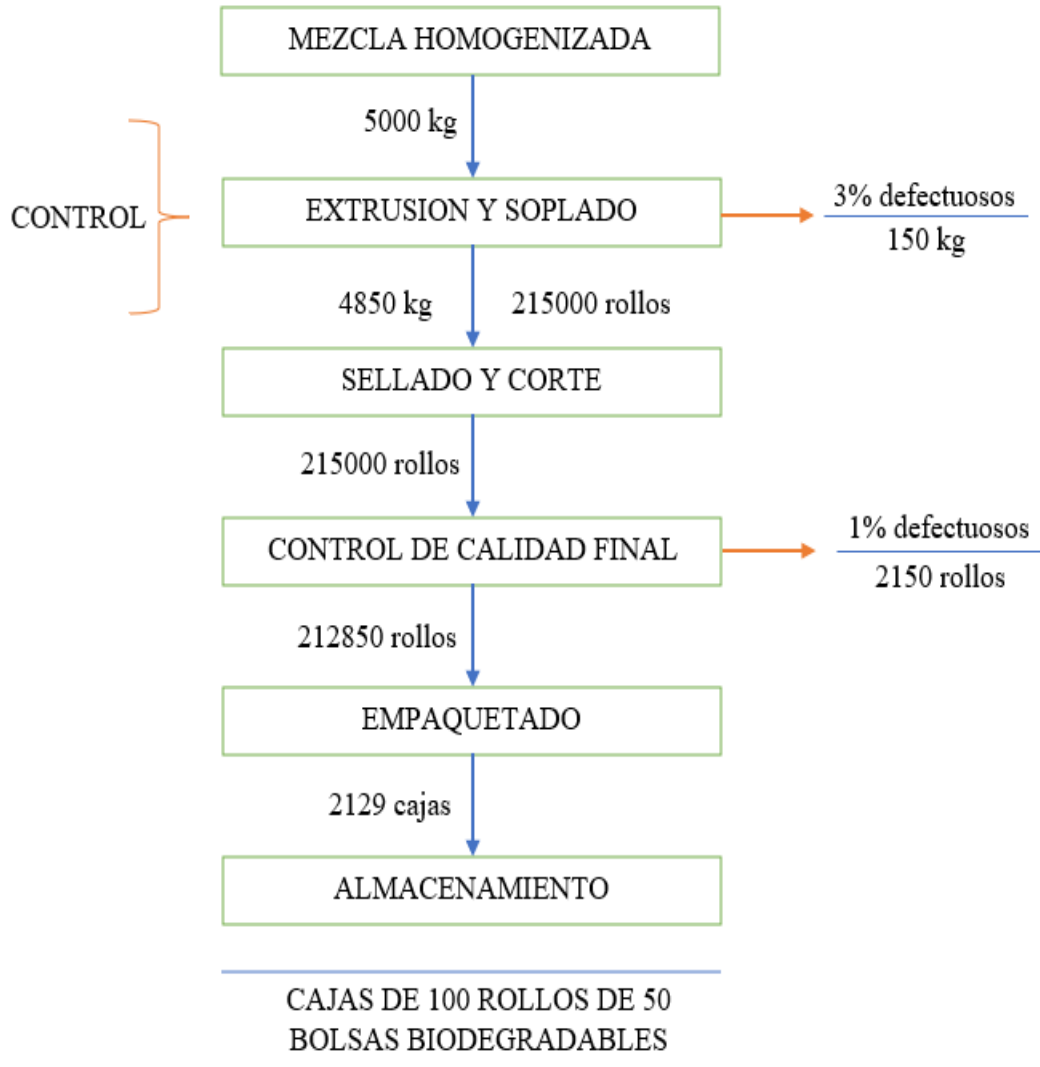 MEZCLA HOMOGENIZADA
5000 kg
CONTROL
EXTRUSION Y SOPLADO
3% defectuosos
150 kg
4850 kg
215000 rollos
SELLADO Y CORTE
215000 rollos
CONTROL DE CALIDAD FINAL
1% defectuosos
2150 rollos
212850 rollos
EMPAQUETADO
2129 cajas
ALMACENAMIENTO
CAJAS DE 100 ROLLOS DE 50
BOLSAS BIODEGRADABLES